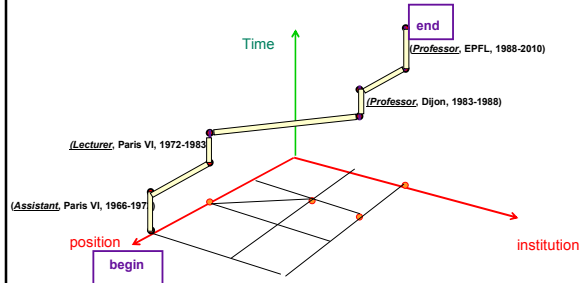 end
Time
(Professor, EPFL, 1988-2010)
(Professor, Dijon, 1983-1988)
(Lecturer, Paris VI, 1972-1983
(Assistant, Paris VI, 1966-197 )
position
institution
begin